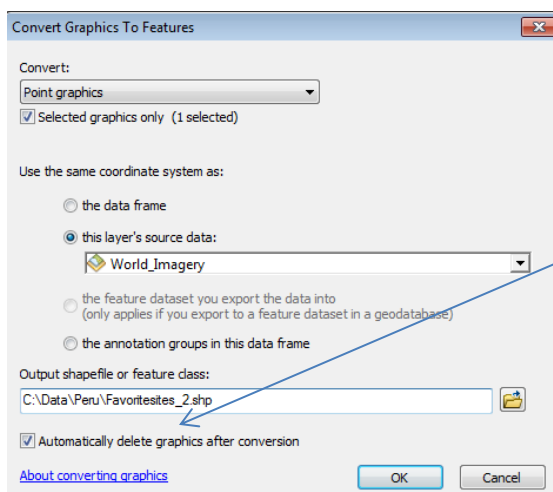 Convert Graphics To Features
Convert:
Point graphics
Selected graphics only (1 selected)
Use the same coordinate system as:
the data frame
this layer's source data:
World_Imagery
the feature dataset you export the data into
(only applies if you export to a feature dataset in a geodatabase)
the annotation groups in this data frame
Output shapefile or feature class:
C:\Data\Peru\Favoritesites_2.shp
Automatically delete graphics after conversion
About converting graphics
OK
Cancel